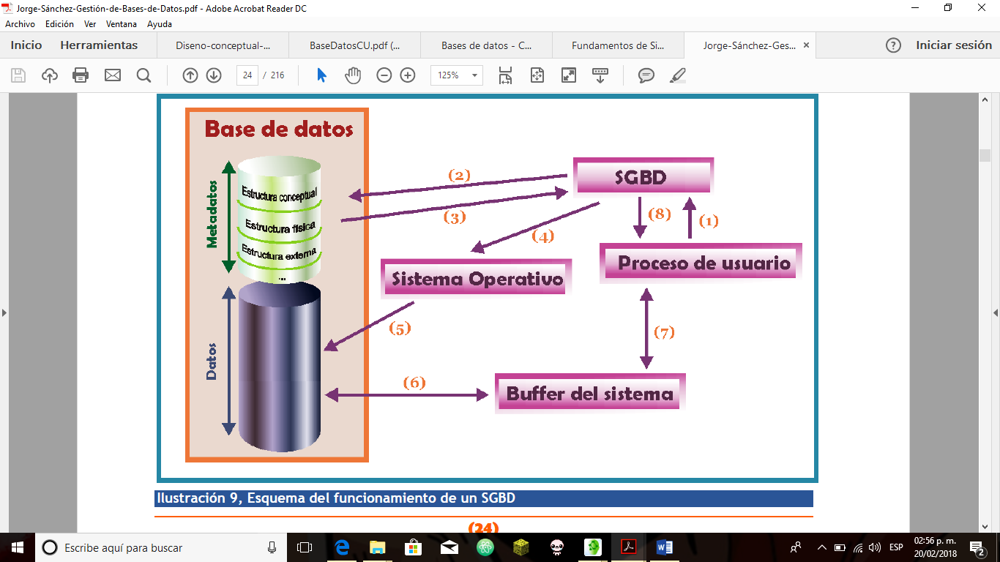 Jorge-Sánchez-Gestión-de-Bases-de-Datos.pdf - Adobe Acrobat Reader DC
Archivo Edición Ver Ventana Ayuda
Inicio Herramientas Diseno-conceptual-... BaseDatosCU.pdf (... Bases de datos - C... Fundamentos de Si... Jorge-Sánchez-Ges... × ? Iniciar sesión
24 / 216 125%
Base de datos
Metadatos
Estructura conceptual
Estructura física
Estructura externa
...
Datos
SGBD
(2)
(3)
(8)
(1)
(4)
Sistema Operativo
Proceso de usuario
(5)
(7)
(6)
Buffer del sistema
Ilustración 9, Esquema del funcionamiento de un SGBD
(24)
Escribe aquí para buscar
ESP
02:56 p. m.
20/02/2018
2